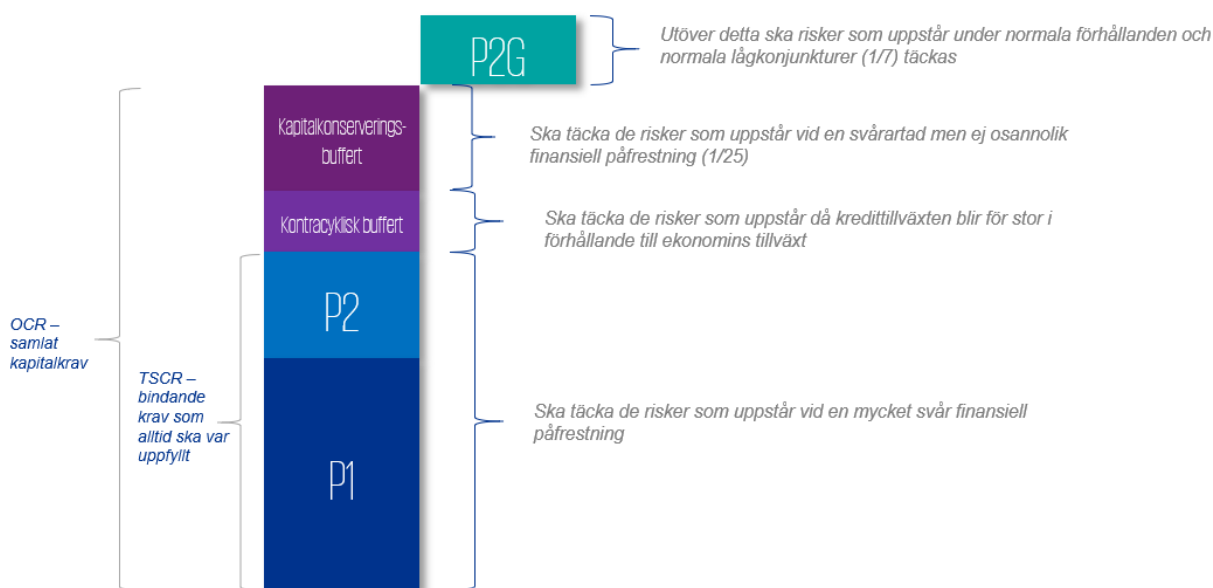 P2G
Utöver detta ska risker som uppstår under normala förhållanden och
normala lågkonjunkturer (1/7) täckas
Kapitalkonserverings-
buffert
Ska täcka de risker som uppstår vid en svårartad men ej osannolik
finansiell påfrestning (1/25)
Kontracyklisk buffert
Ska täcka de risker som uppstår då kredittillväxten blir för stor i
förhållande till ekonomins tillväxt
P2
OCR –
samlat
kapitalkrav
TSCR –
bindande
krav som
alltid ska var
uppfyllt
P1
Ska täcka de risker som uppstår vid en mycket svår finansiell
påfrestning